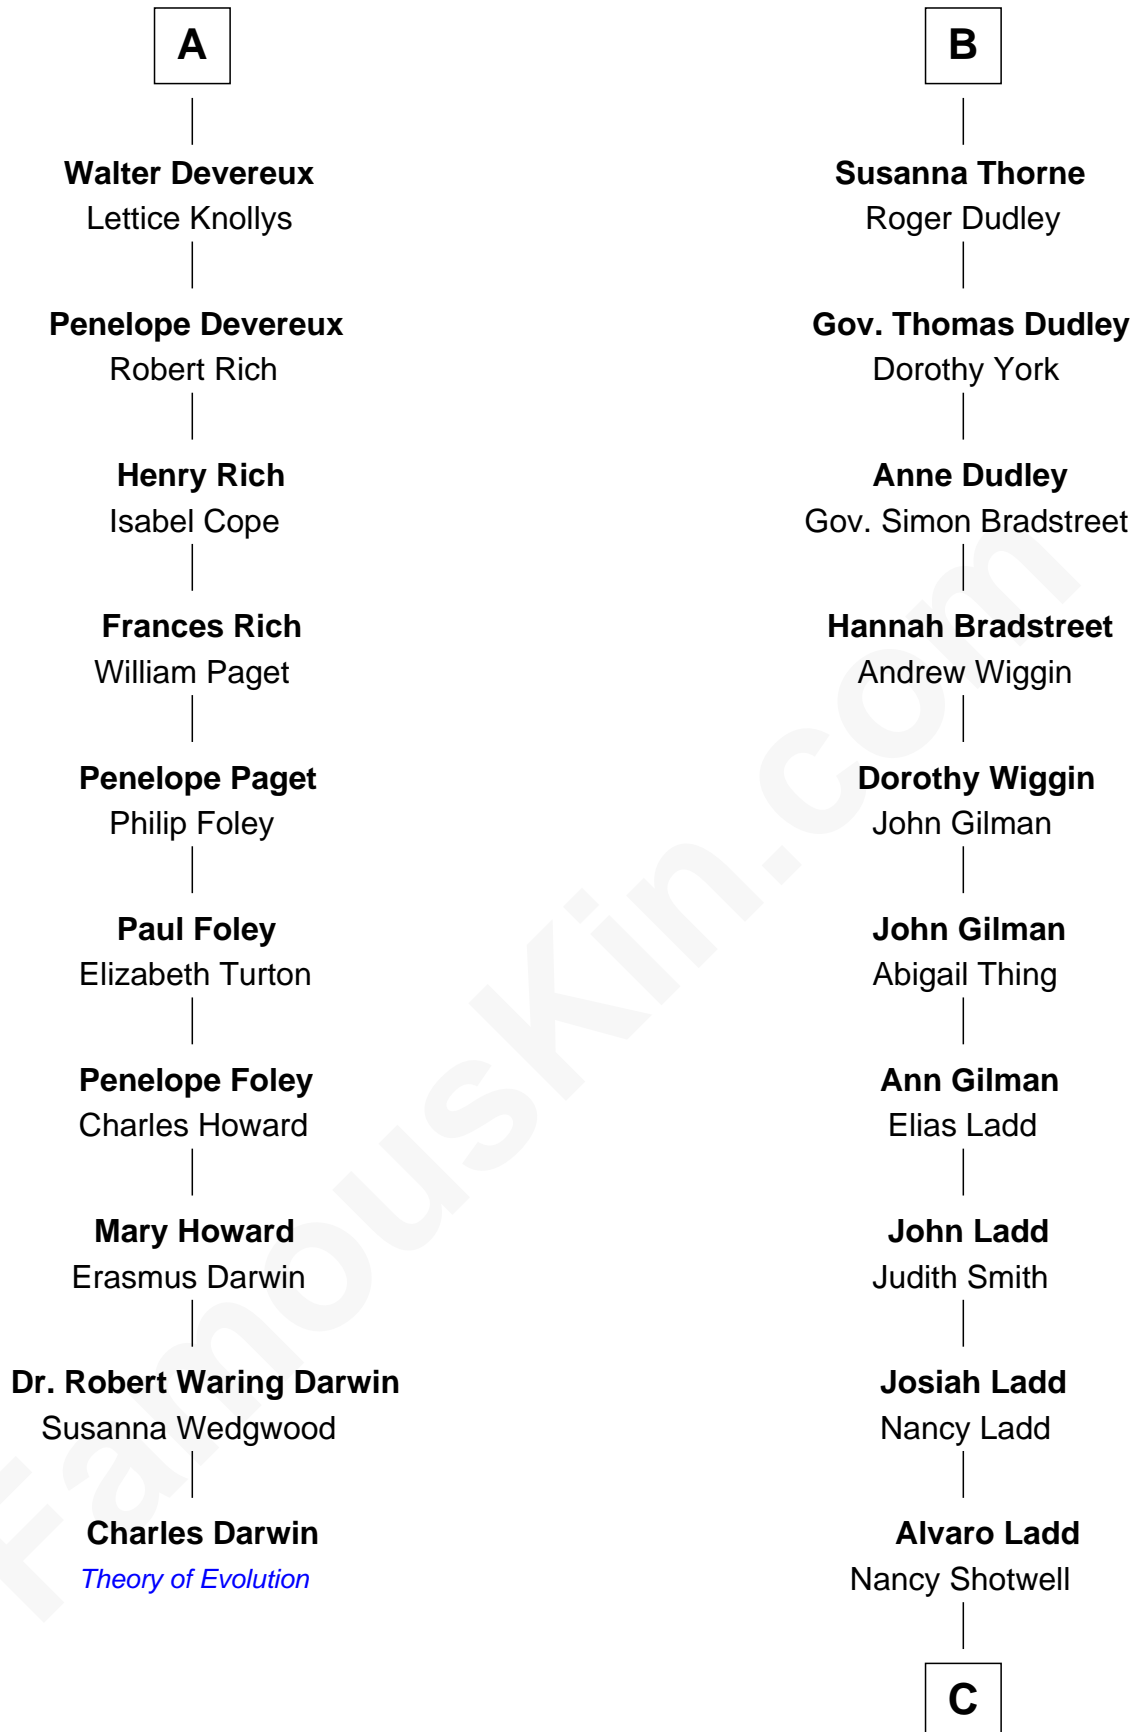 A
Walter Devereux
Lettice Knollys
Penelope Devereux
Robert Rich
Henry Rich
Isabel Cope
Frances Rich
William Paget
Penelope Paget
Philip Foley
Paul Foley
Elizabeth Turton
Penelope Foley
Charles Howard
Mary Howard
Erasmus Darwin
Dr. Robert Waring Darwin
Susanna Wedgwood
Charles Darwin
Theory of Evolution
B
Susanna Thorne
Roger Dudley
Gov. Thomas Dudley
Dorothy York
Anne Dudley
Gov. Simon Bradstreet
Hannah Bradstreet
Andrew Wiggin
Dorothy Wiggin
John Gilman
John Gilman
Abigail Thing
Ann Gilman
Elias Ladd
John Ladd
Judith Smith
Josiah Ladd
Nancy Ladd
Alvaro Ladd
Nancy Shotwell
C
FamousKin.com